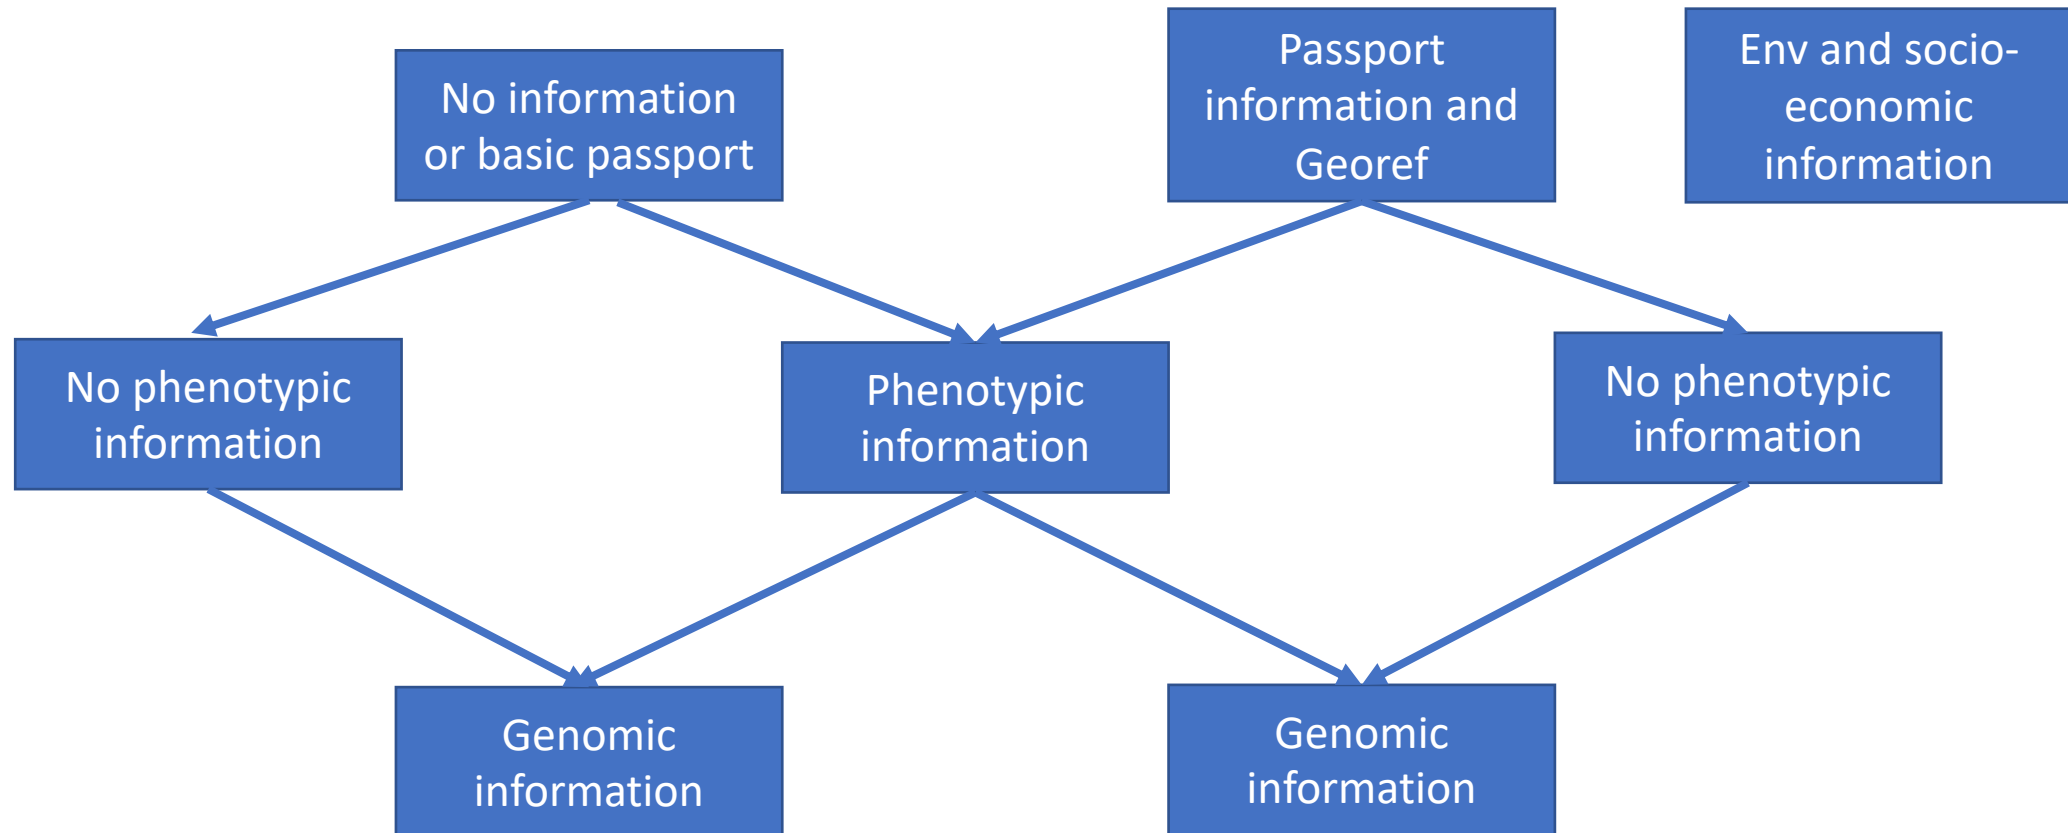 No information
or basic passport
Passport
information and
Georef
Env and socio-
economic
information
No phenotypic
information
Phenotypic
information
No phenotypic
information
Genomic
information
Genomic
information